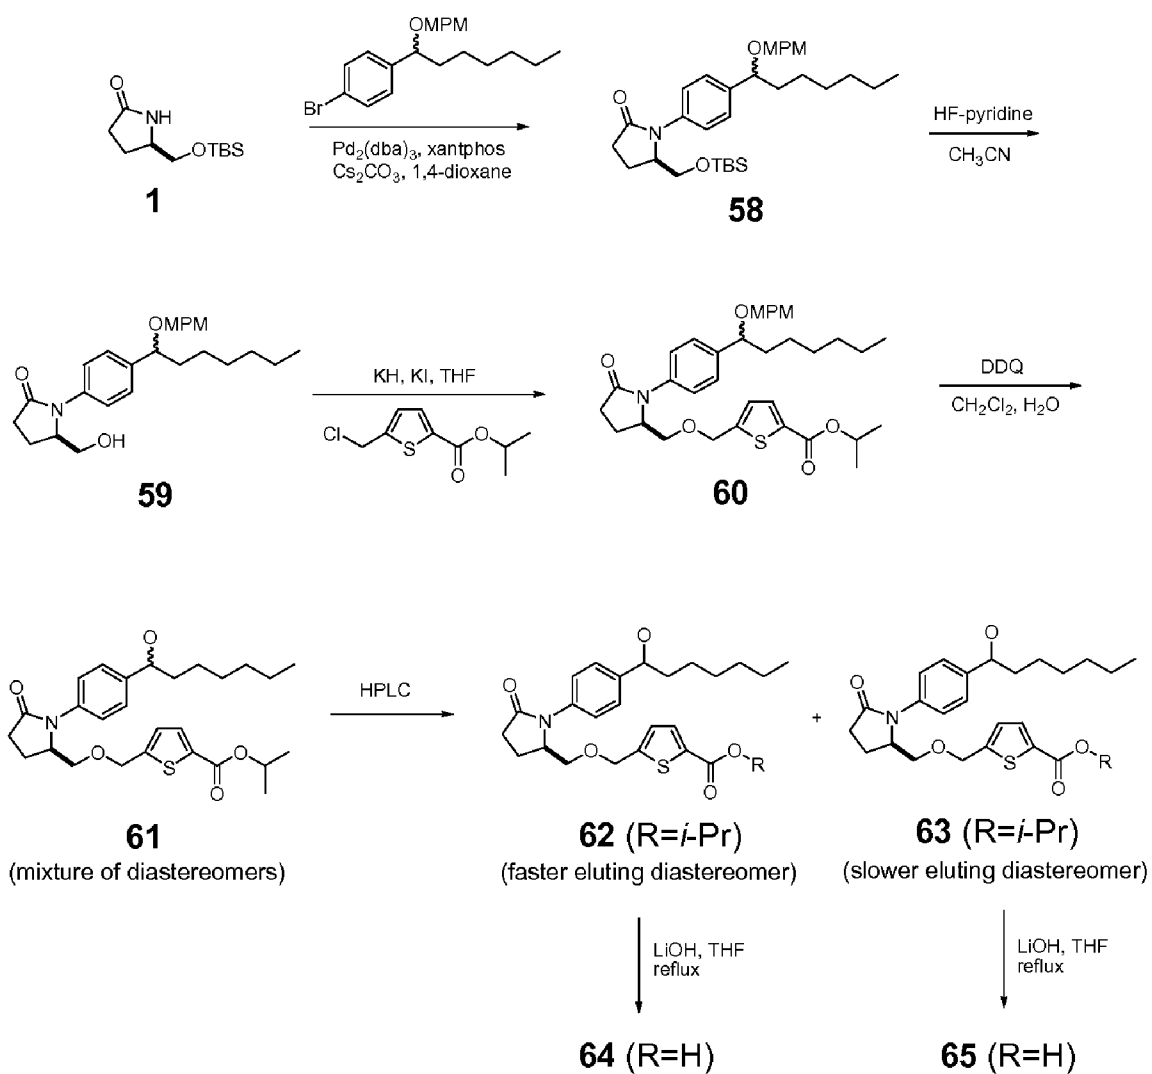 OMPM
Br
O
NH
OTBS
1
Pd2(dba)3, xantphos
Cs2CO3, 1,4-dioxane
OMPM
O
N
OTBS
58
HF-pyridine
CH3CN
OMPM
O
N
OH
59
KH, KI, THF
Cl
S
O
O
OMPM
O
N
O
S
O
O
60
DDQ
CH2Cl2, H2O
O
O
N
O
S
O
O
61
(mixture of diastereomers)
HPLC
O
O
N
O
S
O
R
O
62 (R=i-Pr)
(faster eluting diastereomer)
+
O
O
N
O
S
O
R
O
63 (R=i-Pr)
(slower eluting diastereomer)
LiOH, THF
reflux
LiOH, THF
reflux
64 (R=H)
65 (R=H)